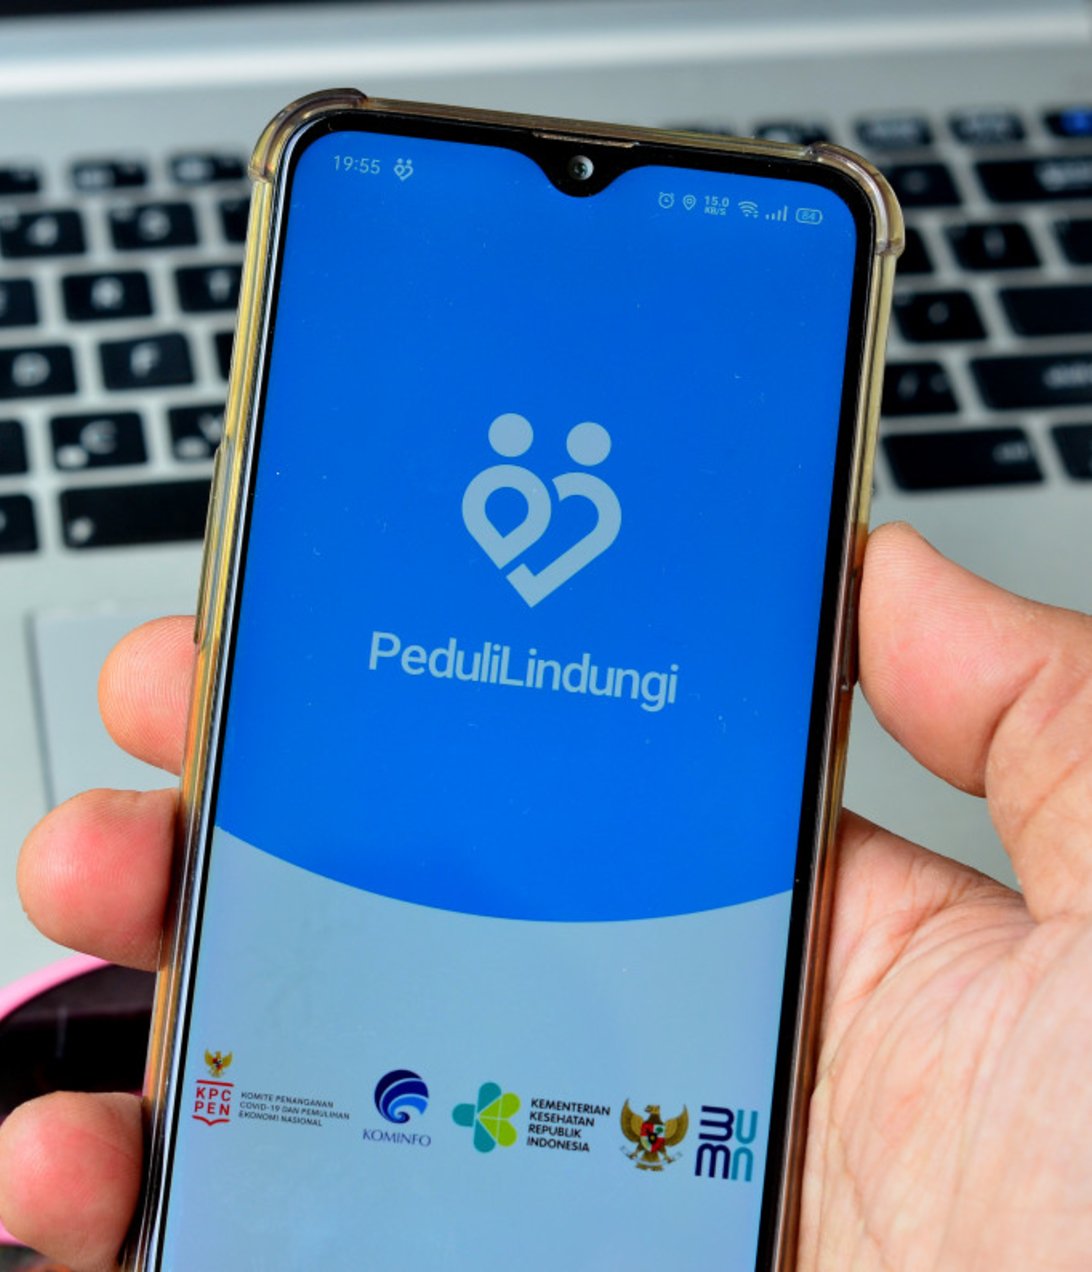 19:55
15.0
KB/S
84
PeduliLindungi
KPC
PEN
KOMITE PENANGANAN
COVID-19 DAN PEMULIHAN
EKONOMI NASIONAL
KOMINFO
KEMENTERIAN
KESEHATAN
REPUBLIK
INDONESIA
BUMN